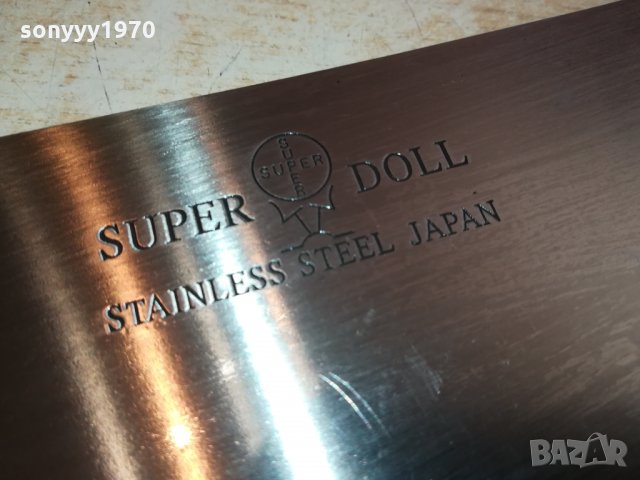 sonyyy1970
SUPER
SUPER
SUPER DOLL
STAINLESS STEEL JAPAN
BAZAR